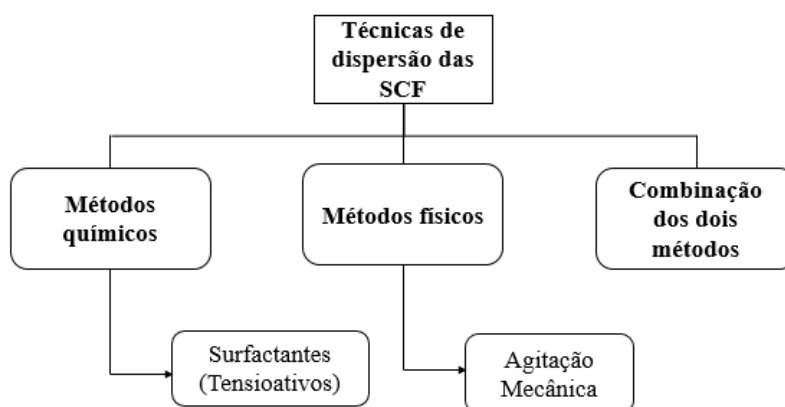 Técnicas de
dispersão das
SCF
Métodos
químicos
Métodos físicos
Combinação
dos dois
métodos
Surfactantes
(Tensioativos)
Agitação
Mecânica